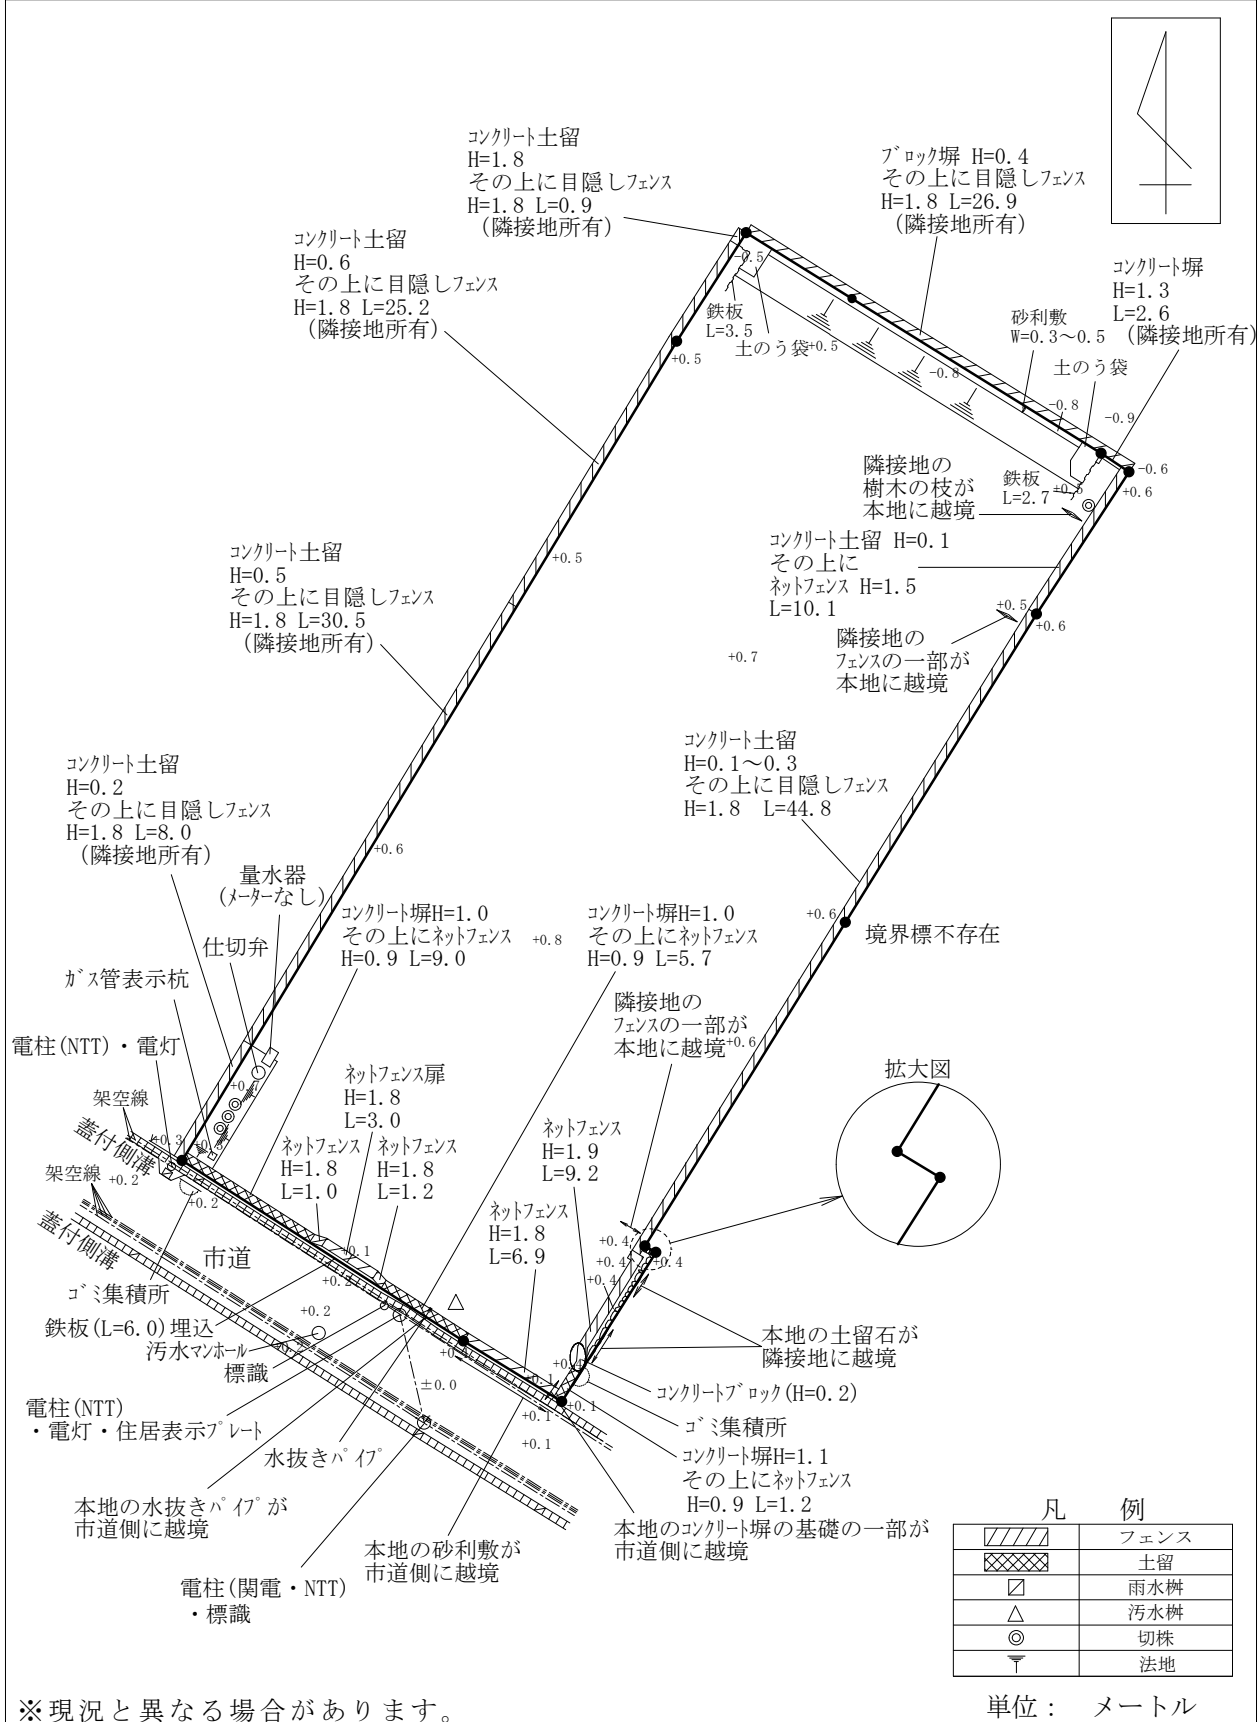 コンクリート土留
H=1.8
その上に目隠しフェンス
H=1.8 L=0.9
(隣接地所有)
ブロック塀 H=0.4
その上に目隠しフェンス
H=1.8 L=26.9
(隣接地所有)
コンクリート土留
H=0.6
その上に目隠しフェンス
H=1.8 L=25.2
(隣接地所有)
コンクリート塀
H=1.3
L=2.6
(隣接地所有)
-0.5
鉄板
L=3.5
土のう袋
+0.5
砂利敷
W=0.3～0.5
土のう袋
+0.5
-0.8
-0.8
-0.9
-0.6
隣接地の
樹木の枝が
本地に越境
鉄板
L=2.7
+0.5
+0.6
コンクリート土留 H=0.1
その上に
ネットフェンス H=1.5
L=10.1
コンクリート土留
H=0.5
その上に目隠しフェンス
H=1.8 L=30.5
(隣接地所有)
+0.5
+0.5
+0.6
隣接地の
フェンスの一部が
本地に越境
+0.7
コンクリート土留
H=0.1～0.3
その上に目隠しフェンス
H=1.8 L=44.8
コンクリート土留
H=0.2
その上に目隠しフェンス
H=1.8 L=8.0
(隣接地所有)
+0.6
量水器
(メーターなし)
仕切弁
ガス管表示杭
電柱(NTT)・電灯
コンクリート塀H=1.0
その上にネットフェンス
H=0.9 L=9.0
+0.8
コンクリート塀H=1.0
その上にネットフェンス
H=0.9 L=5.7
+0.6
境界標不存在
隣接地の
フェンスの一部が
本地に越境
+0.6
拡大図
架空線
蓋付側溝
架空線
+0.2
蓋付側溝
+0.3
+0.2
ネットフェンス扉
H=1.8
L=3.0
ネットフェンス
H=1.8
L=1.0
ネットフェンス
H=1.8
L=1.2
ネットフェンス
H=1.9
L=9.2
ネットフェンス
H=1.8
L=6.9
市道
+0.1
+0.2
+0.2
+0.4
+0.4
+0.4
+0.4
ゴミ集積所
鉄板(L=6.0)埋込
汚水マンホール
標識
電柱(NTT)
・電灯・住居表示プレート
±0.0
+0.1
+0.1
+0.1
+0.1
本地の土留石が
隣接地に越境
コンクリートブロック(H=0.2)
ゴミ集積所
コンクリート塀H=1.1
その上にネットフェンス
H=0.9 L=1.2
水抜きパイプ
本地の水抜きパイプが
市道側に越境
本地のコンクリート塀の基礎の一部が
市道側に越境
本地の砂利敷が
市道側に越境
電柱(関電・NTT)
・標識
凡 例
フェンス
土留
雨水桝
汚水桝
切株
法地
※現況と異なる場合があります。
単位： メートル